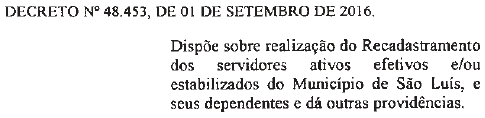 DECRETO Nº 48.453, DE 01 DE SETEMBRO DE 2016.
Dispõe sobre realização do Recadastramento
dos servidores ativos efetivos e/ou
estabilizados do Município de São Luís, e
seus dependentes e dá outras providências.